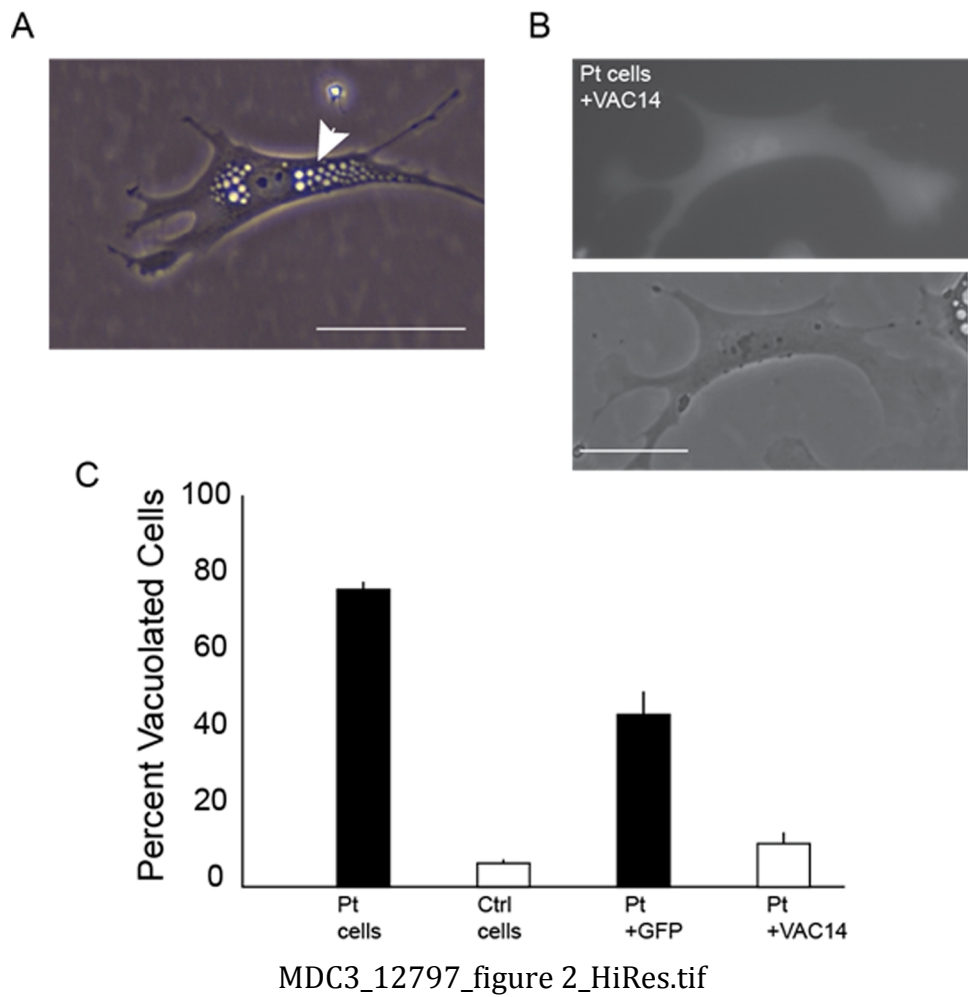 A
B
Pt cells
+VAC14
C
Percent Vacuolated Cells
100
80
60
40
20
0
Pt
cells
Ctrl
cells
Pt
+GFP
Pt
+VAC14
MDC3_12797_figure 2_HiRes.tif